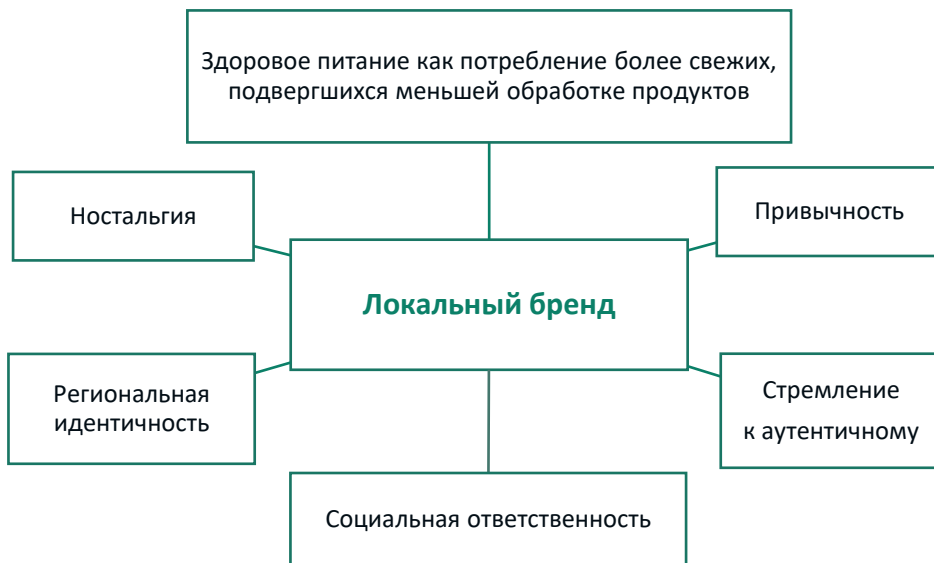 Здоровое питание как потребление более свежих,
подвергшихся меньшей обработке продуктов
Ностальгия
Привычность
Локальный бренд
Региональная
идентичность
Стремление
к аутентичному
Социальная ответственность